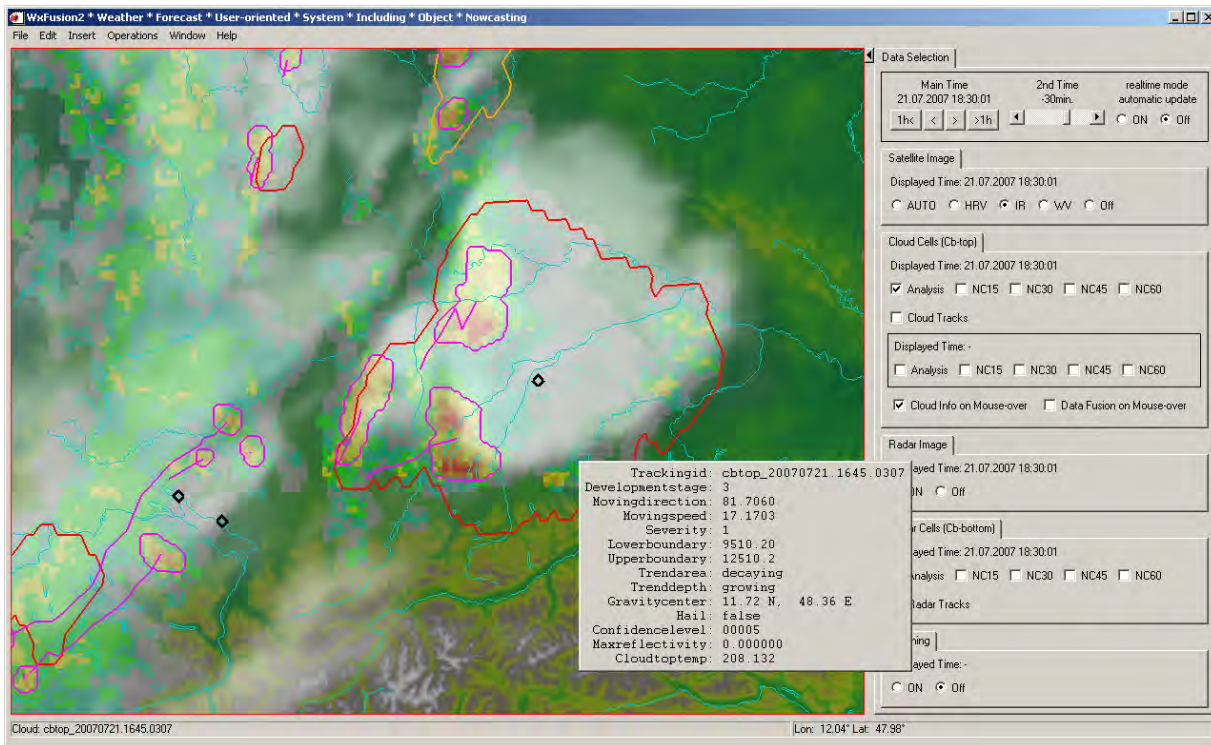 WxFusion2 * Weather * Forecast * User-oriented * System * Including * Object * Nowcasting
File Edit Insert Operations Window Help
Data Selection
Main Time 2nd Time realtime mode
21.07.2007 18:30:01 -30min. automatic update
1h< < > >1h ON Off
Satellite Image
Displayed Time: 21.07.2007 18:30:01
AUTO HRV IR WV Off
Cloud Cells (Cb-top)
Displayed Time: 21.07.2007 18:30:01
Analysis NC15 NC30 NC45 NC60
Cloud Tracks
Displayed Time: -
Analysis NC15 NC30 NC45 NC60
Cloud Info on Mouse-over Data Fusion on Mouse-over
Radar Image
ayed Time: 21.07.2007 18:30:01
ON Off
r Cells (Cb-bottom)
ayed Time: 21.07.2007 18:30:01
Analysis NC15 NC30 NC45 NC60
Radar Tracks
ning
ayed Time: -
ON Off
Trackingid: cbtop_20070721.1645.0307
Developmentstage: 3
Movingdirection: 81.7060
Movingspeed: 17.1703
Severity: 1
Lowerboundary: 9510.20
Upperboundary: 12510.2
Trendarea: decaying
Trenddepth: growing
Gravitycenter: 11.72 N, 48.36 E
Hail: false
Confidencelevel: 00005
Maxreflectivity: 0.000000
Cloudtoptemp: 208.132
Cloud: cbtop_20070721.1645.0307
Lon: 12.04° Lat: 47.98°